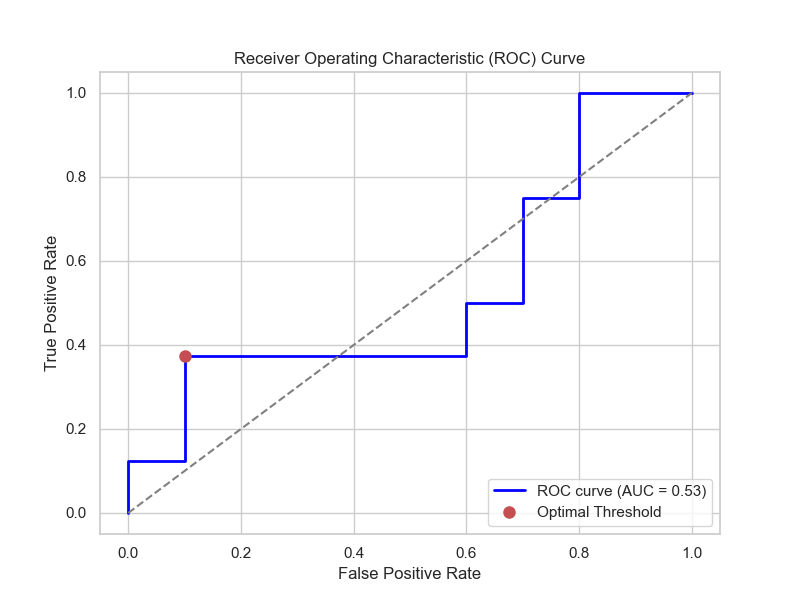 Receiver Operating Characteristic (ROC) Curve
True Positive Rate
1.0
0.8
0.6
0.4
0.2
0.0
ROC curve (AUC = 0.53)
Optimal Threshold
0.0 0.2 0.4 0.6 0.8 1.0
False Positive Rate